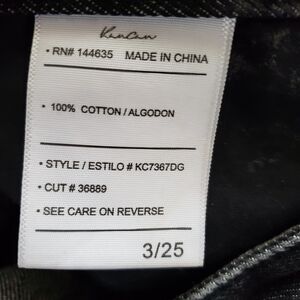 KanCan
• RN# 144635 MADE IN CHINA
• 100% COTTON / ALGODON
• STYLE / ESTILO # KC7367DG
• CUT # 36889
• SEE CARE ON REVERSE
3/25